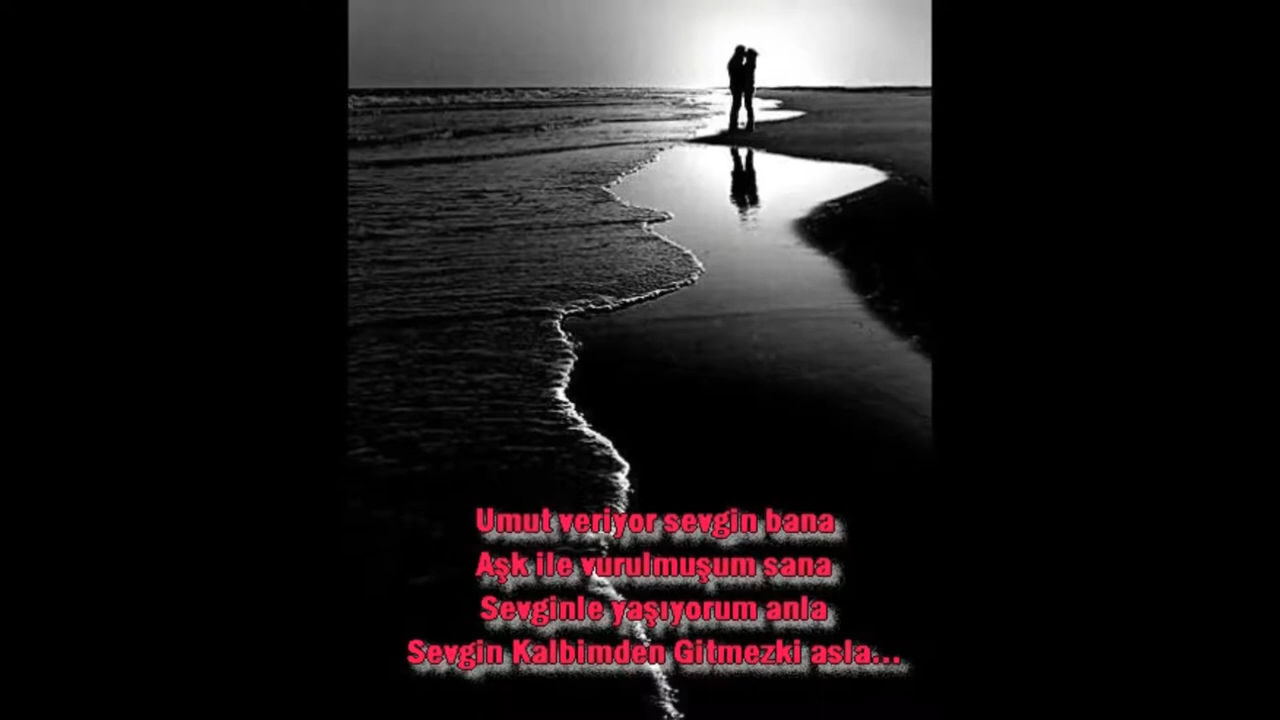 Umut veriyor sevgin bana
Aşk ile vurulmuşum sana
Sevginle yaşıyorum anla
Sevgin Kalbimden Gitmezki asla...